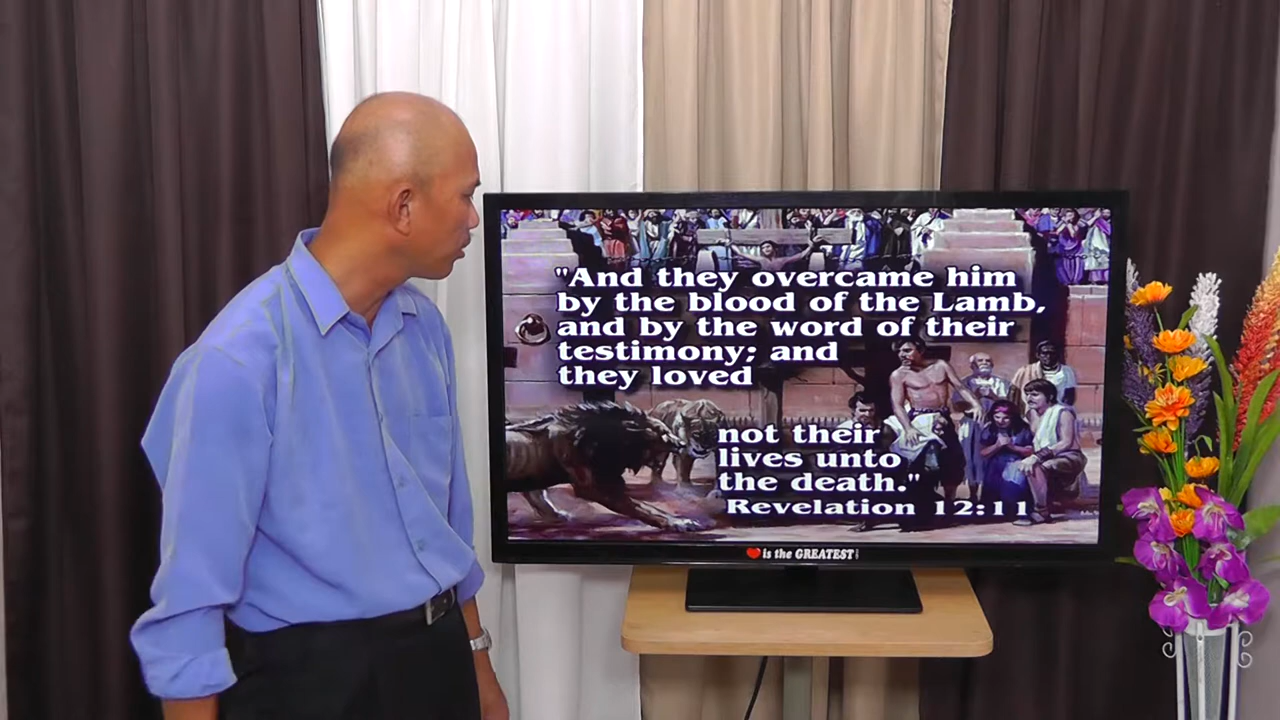 "And they overcame him
by the blood of the Lamb,
and by the word of their
testimony; and
they loved
not their
lives unto
the death."
Revelation 12:11
is the GREATEST!